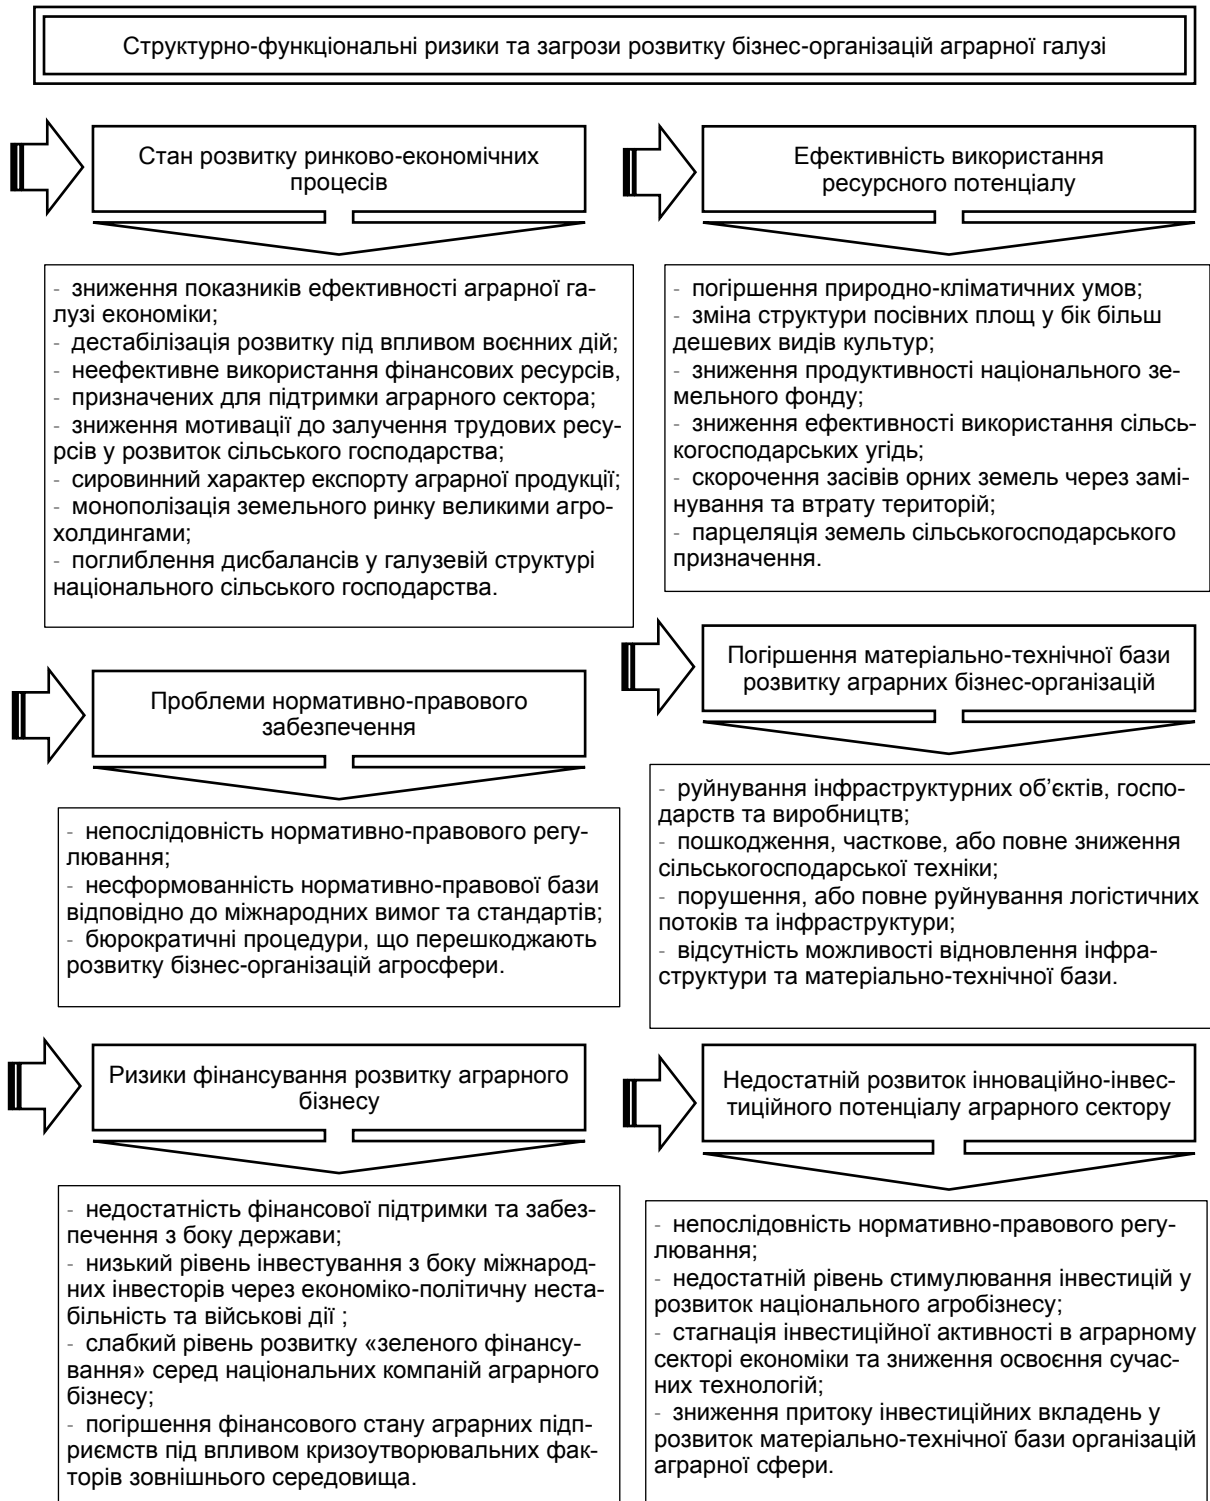 Структурно-функціональні ризики та загрози розвитку бізнес-організацій аграрної галузі
Стан розвитку ринково-економічних
процесів
- зниження показників ефективності аграрної га-
лузі економіки;
- дестабілізація розвитку під впливом воєнних дій;
- неефективне використання фінансових ресурсів,
- призначених для підтримки аграрного сектора;
- зниження мотивації до залучення трудових ресу-
рсів у розвиток сільського господарства;
- сировинний характер експорту аграрної продукції;
- монополізація земельного ринку великими агро-
холдингами;
- поглиблення дисбалансів у галузевій структурі
національного сільського господарства.
Ефективність використання
ресурсного потенціалу
- погіршення природно-кліматичних умов;
- зміна структури посівних площ у бік більш
дешевих видів культур;
- зниження продуктивності національного зе-
мельного фонду;
- зниження ефективності використання сільсь-
когосподарських угідь;
- скорочення засівів орних земель через замі-
нування та втрату територій;
- парцеляція земель сільськогосподарського
призначення.
Проблеми нормативно-правового
забезпечення
- непослідовність нормативно-правового регу-
лювання;
- несформованність нормативно-правової бази
відповідно до міжнародних вимог та стандартів;
- бюрократичні процедури, що перешкоджають
розвитку бізнес-організацій агросфери.
Погіршення матеріально-технічної бази
розвитку аграрних бізнес-організацій
- руйнування інфраструктурних об’єктів, госпо-
дарств та виробництв;
- пошкодження, часткове, або повне зниження
сільськогосподарської техніки;
- порушення, або повне руйнування логістичних
потоків та інфраструктури;
- відсутність можливості відновлення інфра-
структури та матеріально-технічної бази.
Ризики фінансування розвитку аграрного
бізнесу
- недостатність фінансової підтримки та забез-
печення з боку держави;
- низький рівень інвестування з боку міжнарод-
них інвесторів через економіко-політичну неста-
більність та військові дії ;
- слабкий рівень розвитку «зеленого фінансу-
вання» серед національних компаній аграрного
бізнесу;
- погіршення фінансового стану аграрних підп-
риємств під впливом кризоутворювальних фак-
торів зовнішнього середовища.
Недостатній розвиток інноваційно-інвес-
тиційного потенціалу аграрного сектору
- непослідовність нормативно-правового регу-
лювання;
- недостатній рівень стимулювання інвестицій у
розвиток національного агробізнесу;
- стагнація інвестиційної активності в аграрному
секторі економіки та зниження освоєння сучас-
них технологій;
- зниження притоку інвестиційних вкладень у
розвиток матеріально-технічної бази організацій
аграрної сфери.